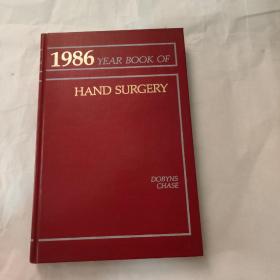 1986 YEAR BOOK OF
HAND SURGERY
DOBYNS
CHASE